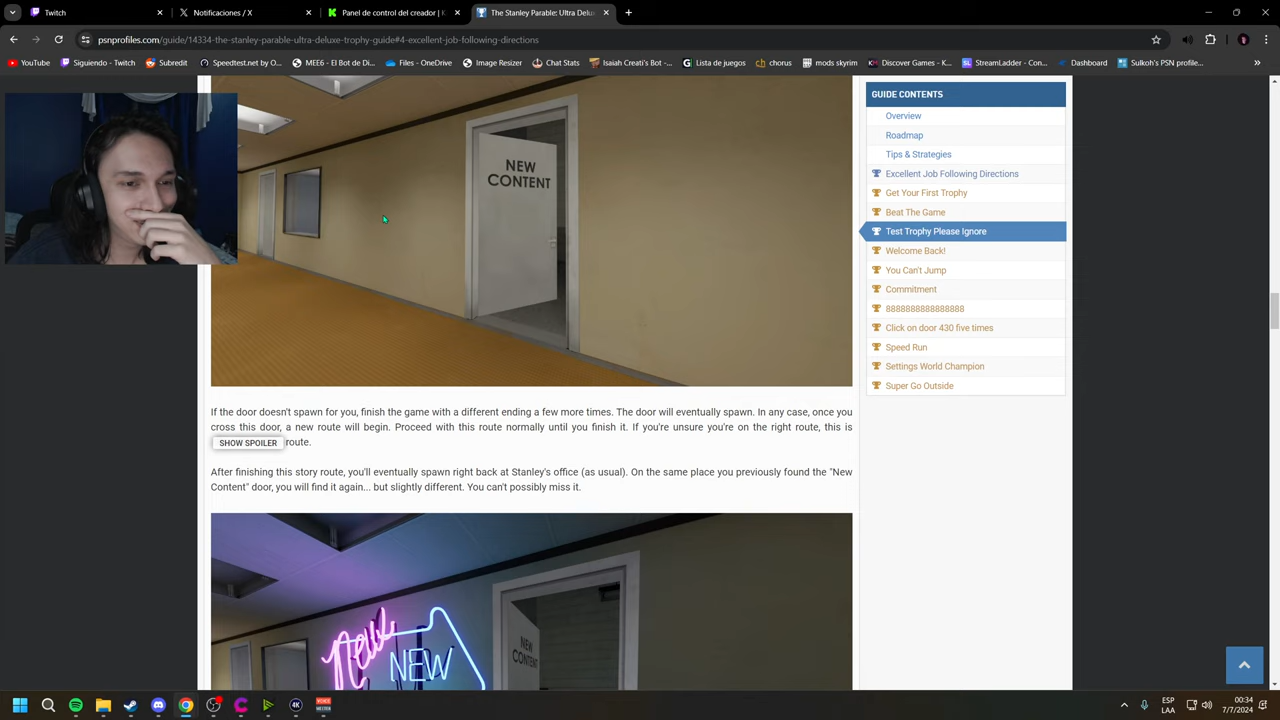 Twitch
Notificaciones /
Panel de control del creador | K
The Stanley Parable: Ultra Delux
psnprofiles.com/guide/14334-the-stanley-parable-ultra-deluxe-trophy-guide#4-excellent-job-following-directions
YouTube
Siguiendo - Twitch
Subredit
Speedtest.net by O...
MEE6 - El Bot de Di...
Files - OneDrive
Image Resizer
Chat Stats
Isaiah Creati's Bot -...
Lista de juegos
chorus
mods skyrim
Discover Games - K...
StreamLadder - Con...
Dashboard
Sulkoh's PSN profile...
NEW
CONTENT
If the door doesn't spawn for you, finish the game with a different ending a few more times. The door will eventually spawn. In any case, once you
cross this door, a new route will begin. Proceed with this route normally until you finish it. If you're unsure you're on the right route, this is
SHOW SPOILER route.
After finishing this story route, you'll eventually spawn right back at Stanley's office (as usual). On the same place you previously found the "New
Content" door, you will find it again... but slightly different. You can't possibly miss it.
New
NEW
NEW
CONTENT
GUIDE CONTENTS
Overview
Roadmap
Tips & Strategies
Excellent Job Following Directions
Get Your First Trophy
Beat The Game
Test Trophy Please Ignore
Welcome Back!
You Can't Jump
Commitment
8888888888888888
Click on door 430 five times
Speed Run
Settings World Champion
Super Go Outside
4K
ESP
LAA
00:34
7/7/2024